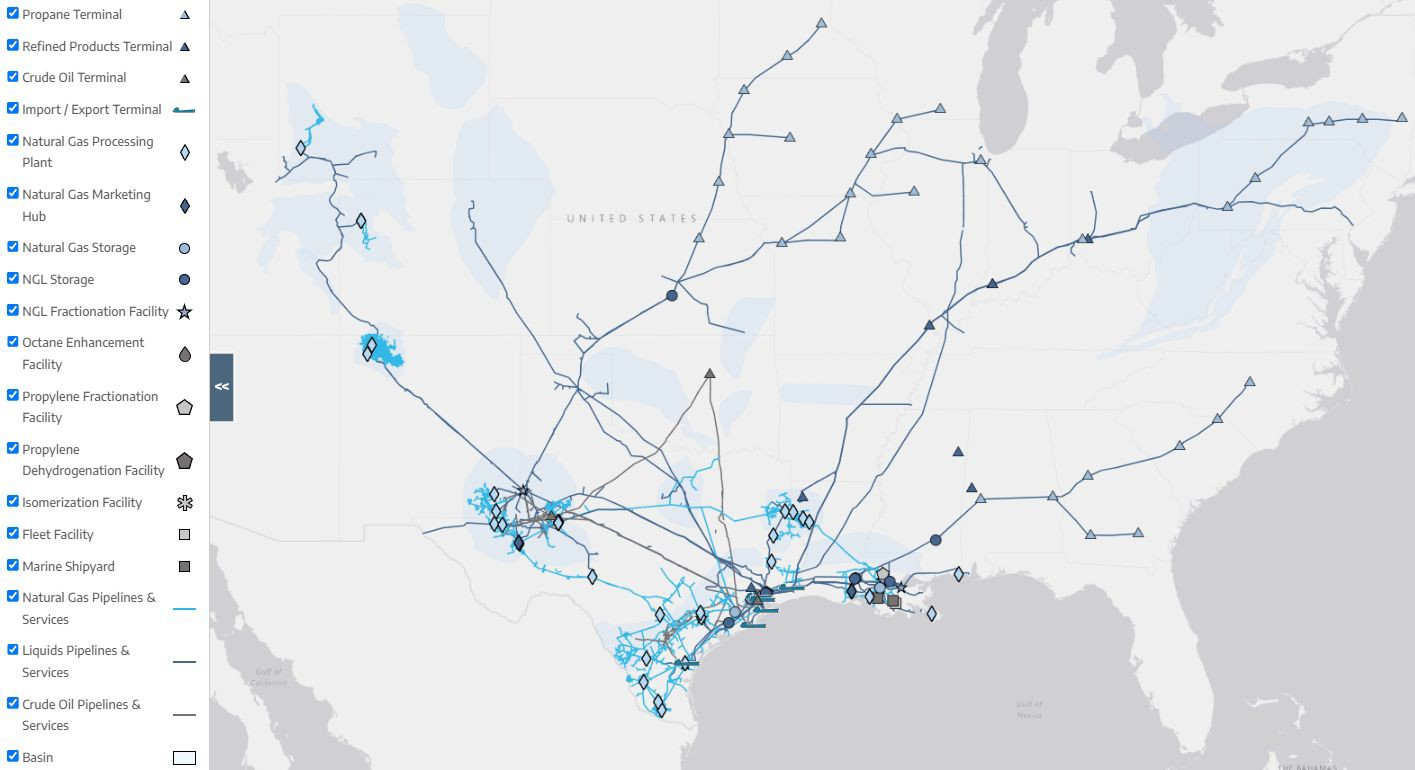 Propane Terminal
Refined Products Terminal
Crude Oil Terminal
Import / Export Terminal
Natural Gas Processing
Plant
Natural Gas Marketing
Hub
Natural Gas Storage
NGL Storage
NGL Fractionation Facility
Octane Enhancement
Facility
Propylene Fractionation
Facility
Propylene
Dehydrogenation Facility
Isomerization Facility
Fleet Facility
Marine Shipyard
Natural Gas Pipelines &
Services
Liquids Pipelines &
Services
Crude Oil Pipelines &
Services
Basin
<<
UNITED STATES
Gulf of
California
Gulf of
Mexico
THE BAHAMAS